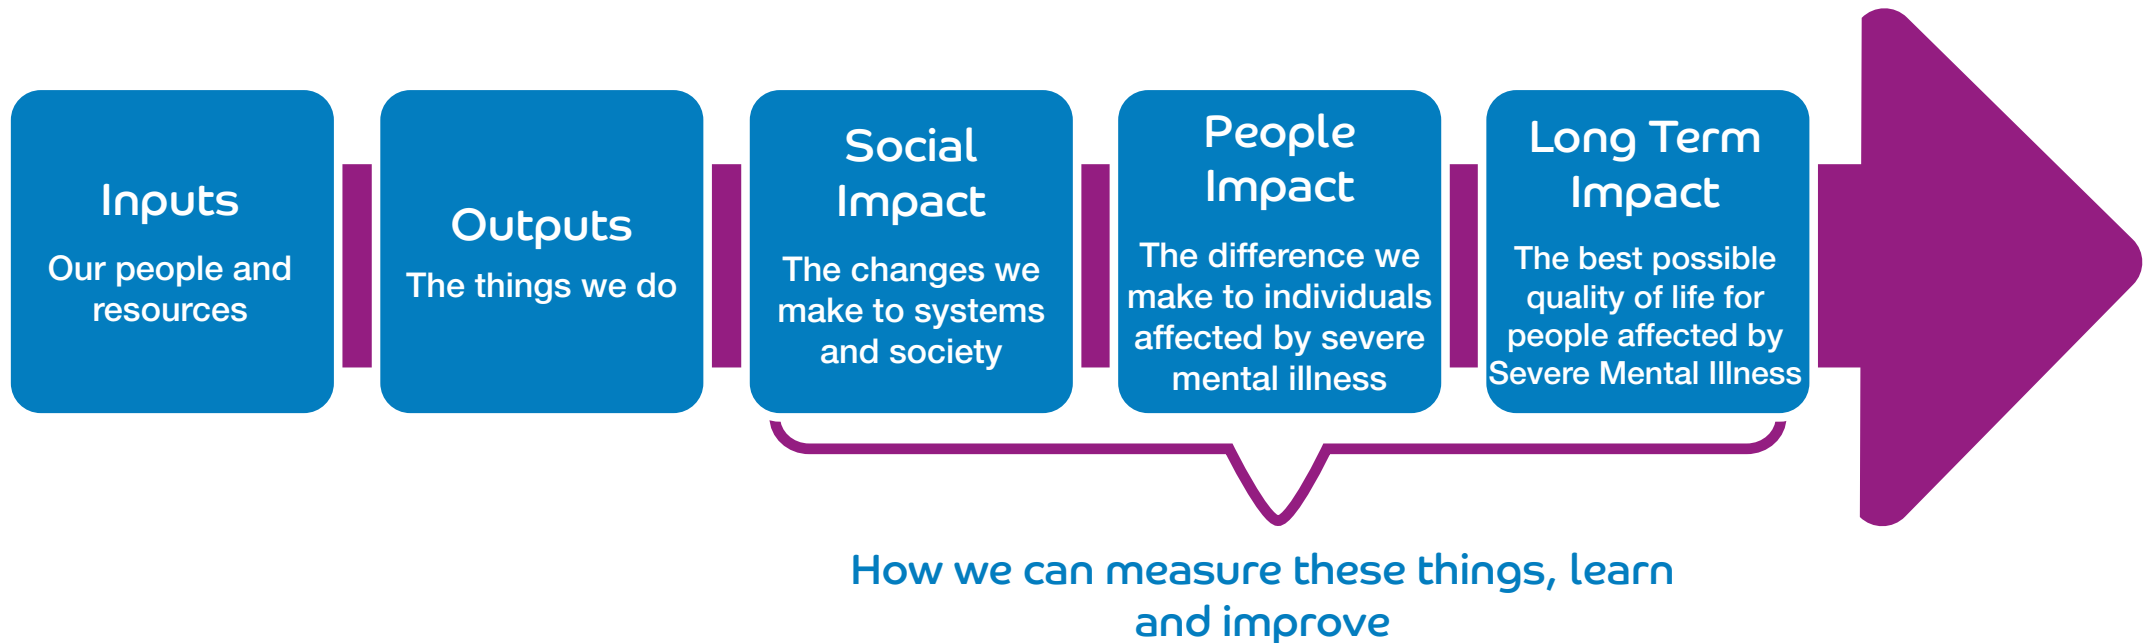 Inputs
Our people and
resources
Outputs
The things we do
Social
Impact
The changes we
make to systems
and society
People
Impact
The difference we
make to individuals
affected by severe
mental illness
Long Term
Impact
The best possible
quality of life for
people affected by
Severe Mental Illness
How we can measure these things, learn
and improve